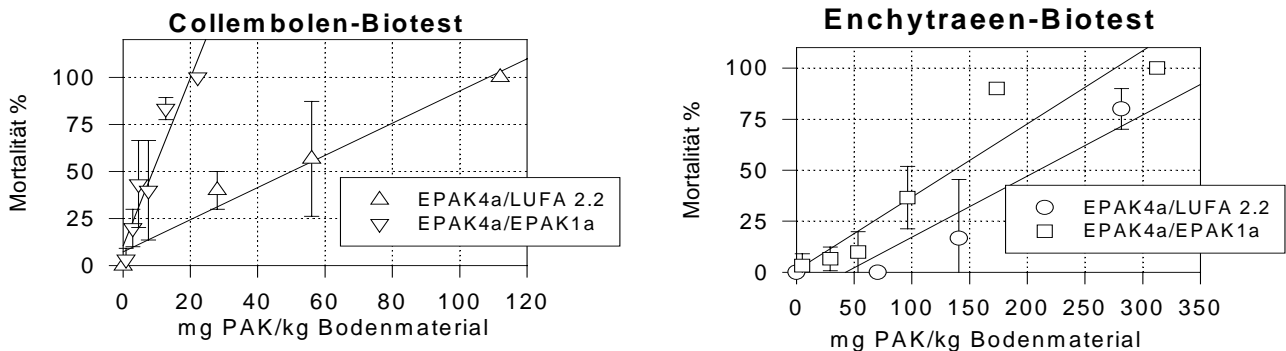 Collembolen-Biotest
Mortalität %
100
75
50
25
0
EPAK4a/LUFA 2.2
EPAK4a/EPAK1a
0 20 40 60 80 100 120
mg PAK/kg Bodenmaterial
Enchytraeen-Biotest
Mortalität %
100
75
50
25
0
EPAK4a/LUFA 2.2
EPAK4a/EPAK1a
0 50 100 150 200 250 300 350
mg PAK/kg Bodenmaterial